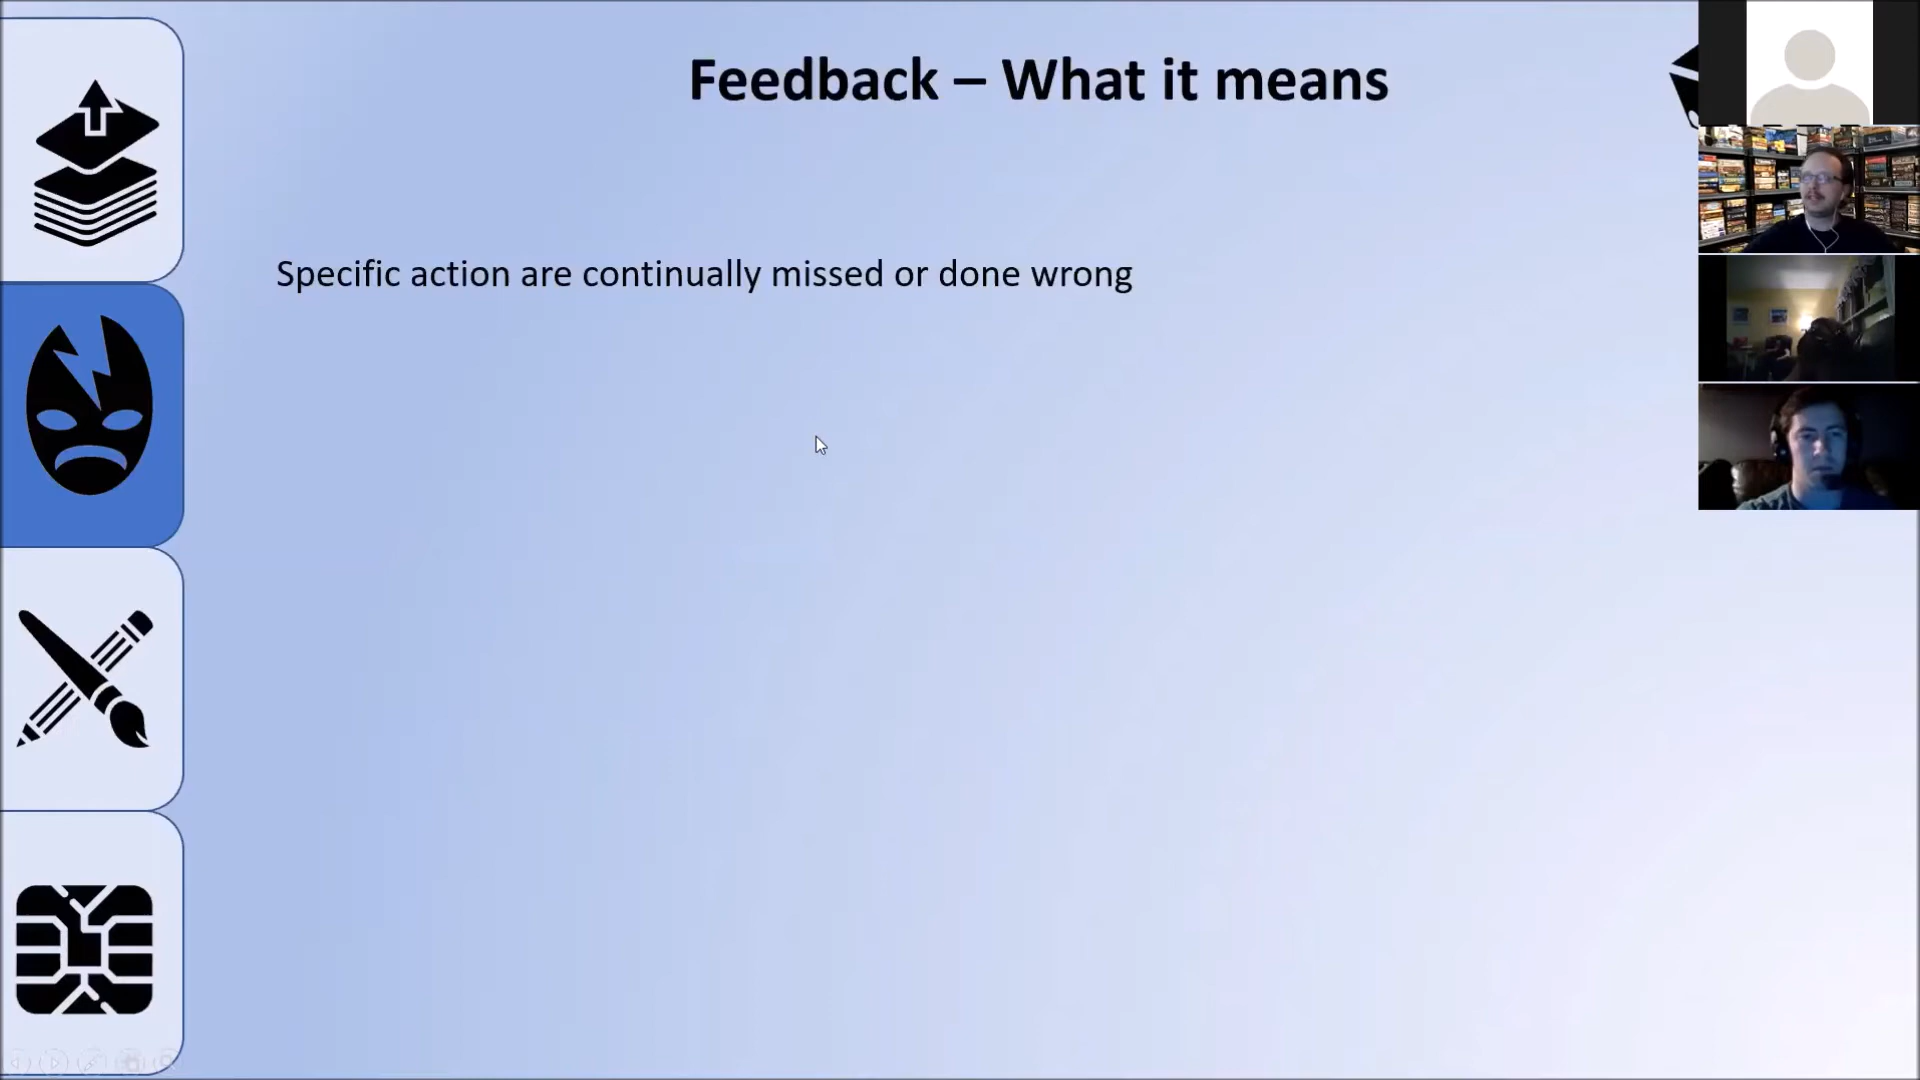 Feedback – What it means
Specific action are continually missed or done wrong